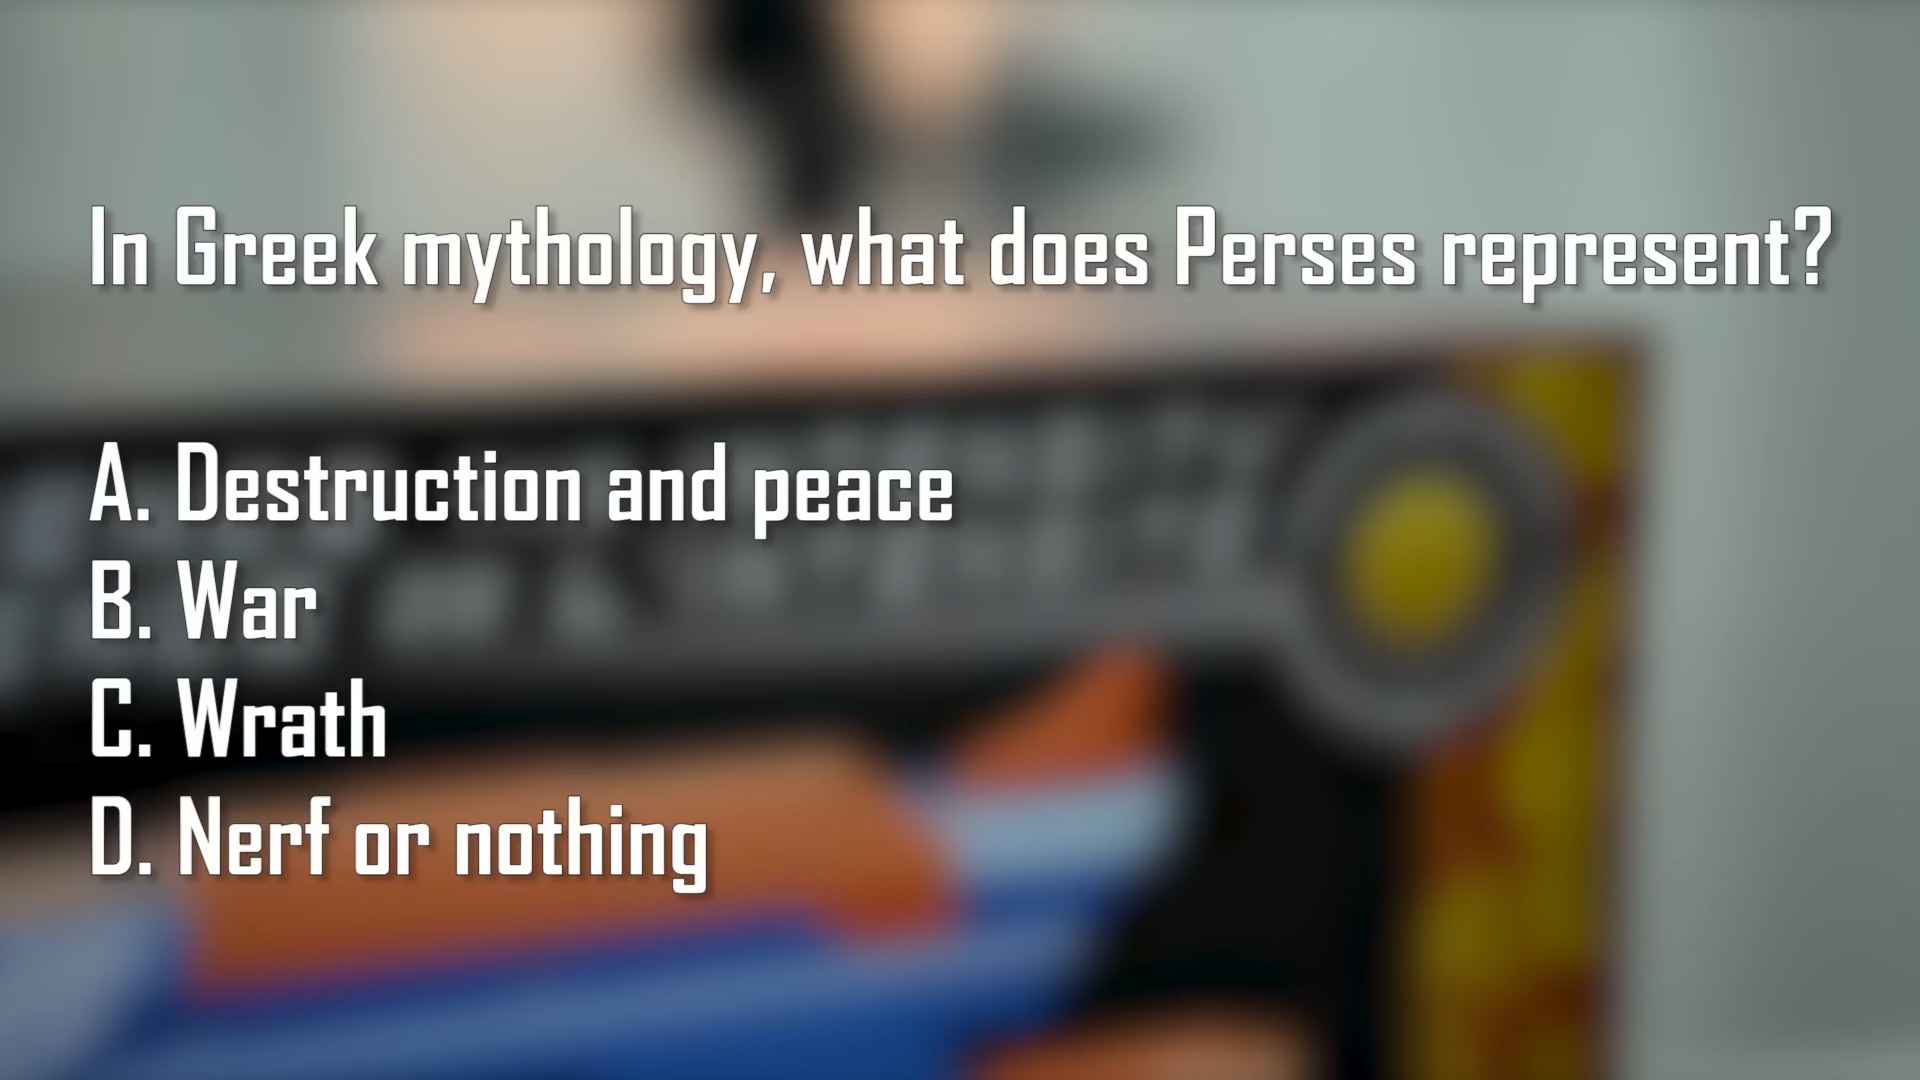 In Greek mythology, what does Perses represent?
A. Destruction and peace
B. War
C. Wrath
D. Nerf or nothing